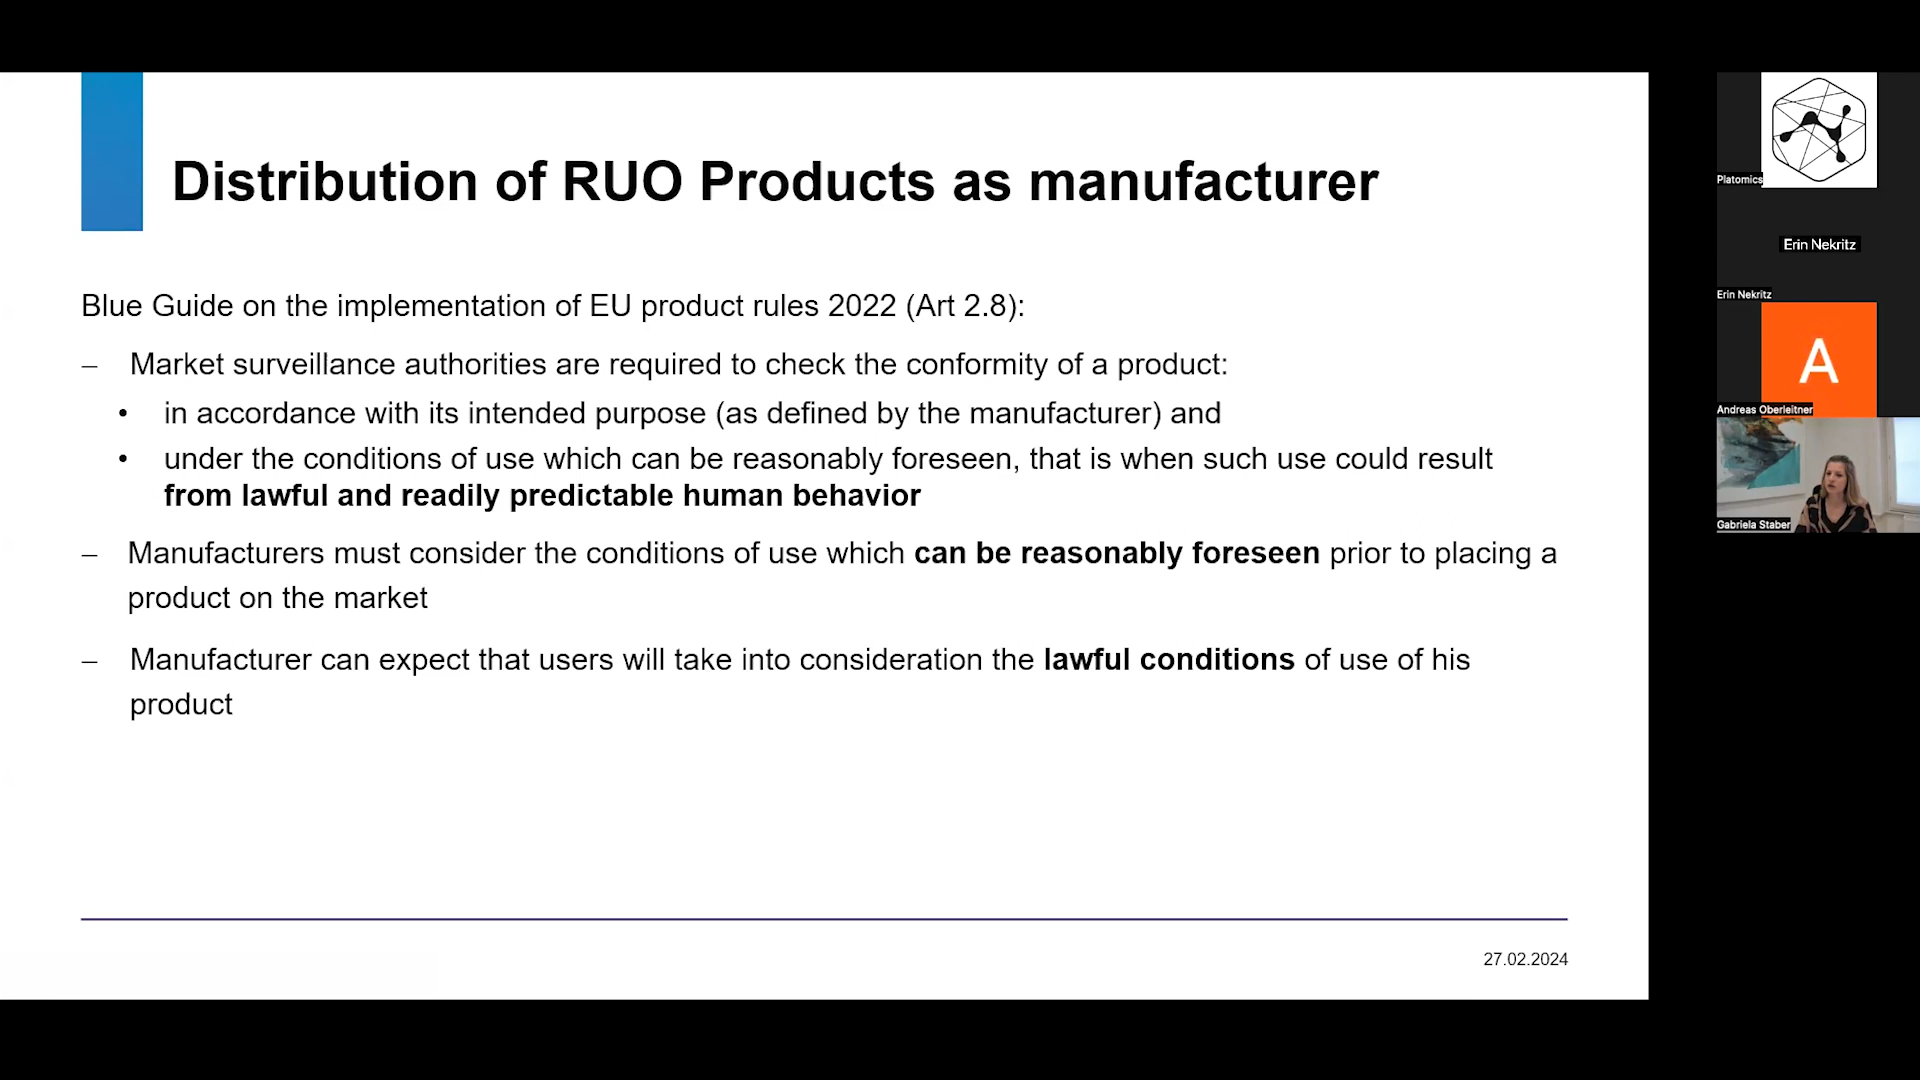 Distribution of RUO Products as manufacturer
Blue Guide on the implementation of EU product rules 2022 (Art 2.8):
– Market surveillance authorities are required to check the conformity of a product:
• in accordance with its intended purpose (as defined by the manufacturer) and
• under the conditions of use which can be reasonably foreseen, that is when such use could result
from lawful and readily predictable human behavior
– Manufacturers must consider the conditions of use which can be reasonably foreseen prior to placing a
product on the market
– Manufacturer can expect that users will take into consideration the lawful conditions of use of his
product
27.02.2024
Platomics
Erin Nekritz
Erin Nekritz
A
Andreas Oberleitner
Gabriela Staber